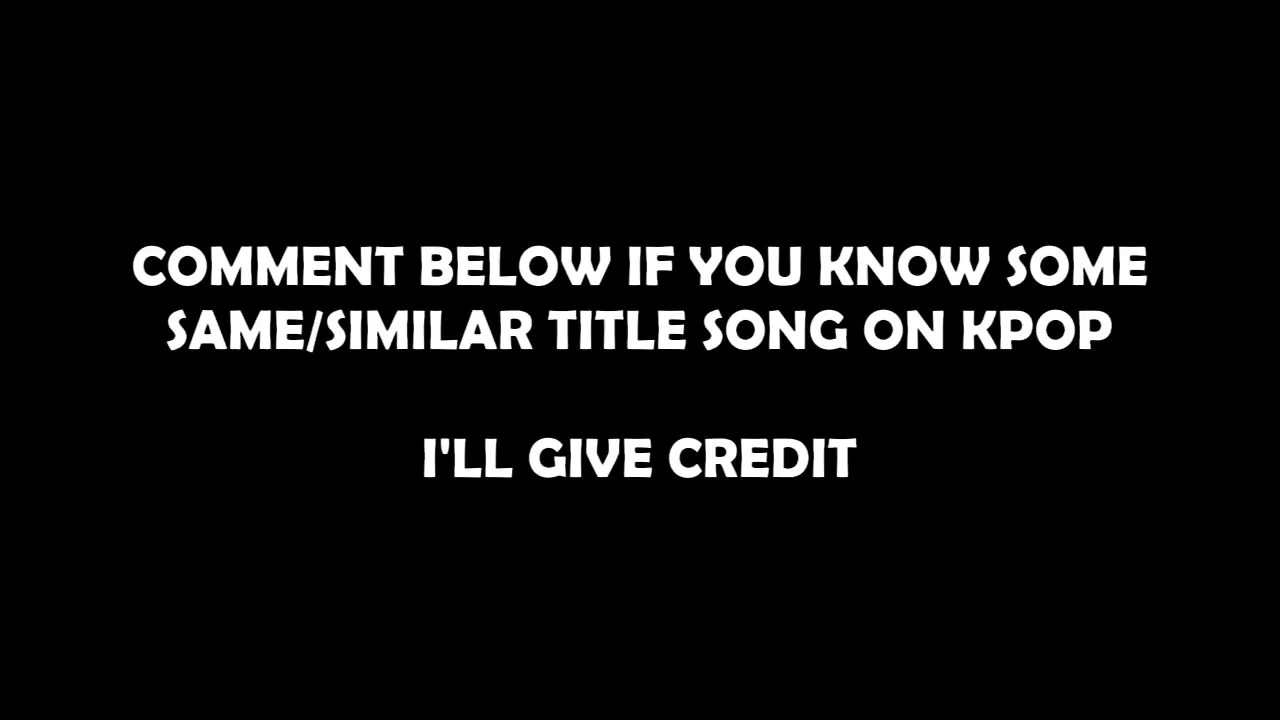 COMMENT BELOW IF YOU KNOW SOME
SAME/SIMILAR TITLE SONG ON KPOP
I'LL GIVE CREDIT